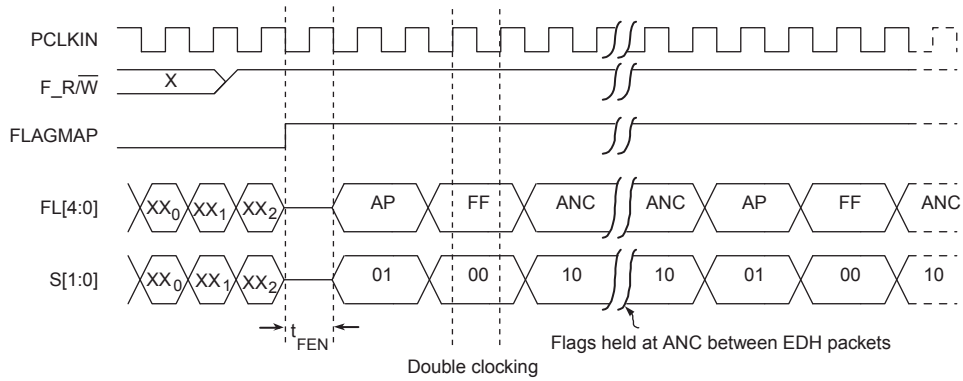 PCLKIN
F_R/W̅ X
FLAGMAP
FL[4:0] XX0 XX1 XX2 AP FF ANC ANC AP FF ANC
S[1:0] XX0 XX1 XX2 01 00 10 10 01 00 10
tFEN
Flags held at ANC between EDH packets
Double clocking